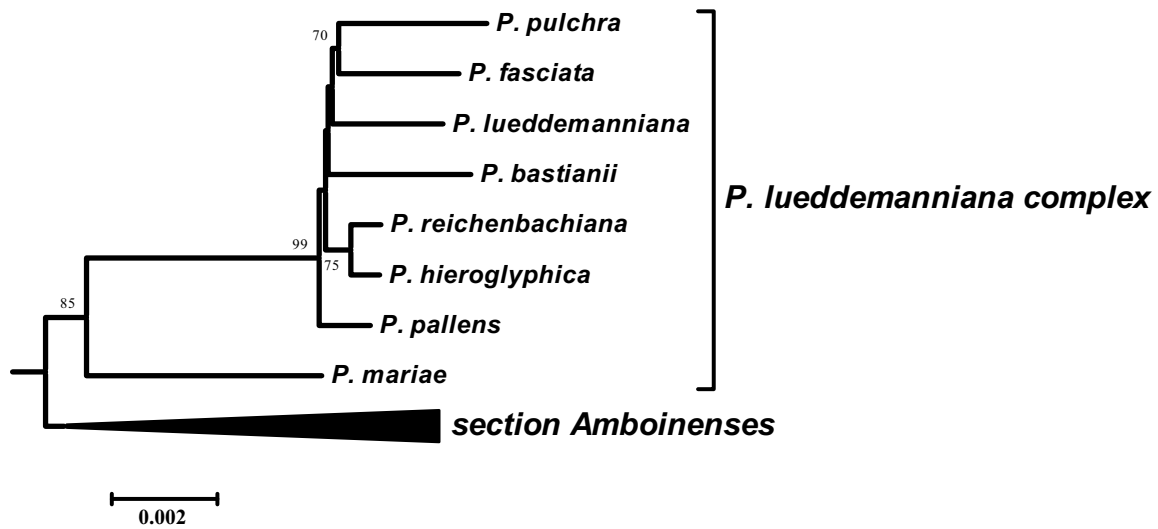 70
P. pulchra
P. fasciata
P. lueddemanniana
P. bastianii
P. lueddemanniana complex
P. reichenbachiana
99
75
P. hieroglyphica
85
P. pallens
P. mariae
section Amboinenses
0.002